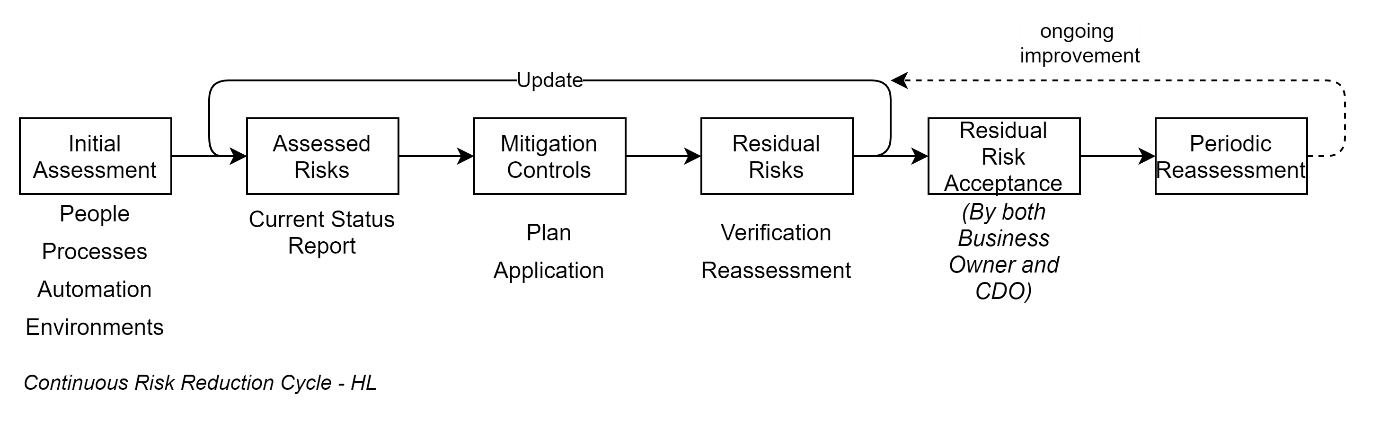 ongoing
improvement
Update
Initial
Assessment
Assessed
Risks
Mitigation
Controls
Residual
Risks
Residual
Risk
Acceptance
Periodic
Reassessment
People
Processes
Automation
Environments
Current Status
Report
Plan
Application
Verification
Reassessment
(By both
Business
Owner and
CDO)
Continuous Risk Reduction Cycle - HL